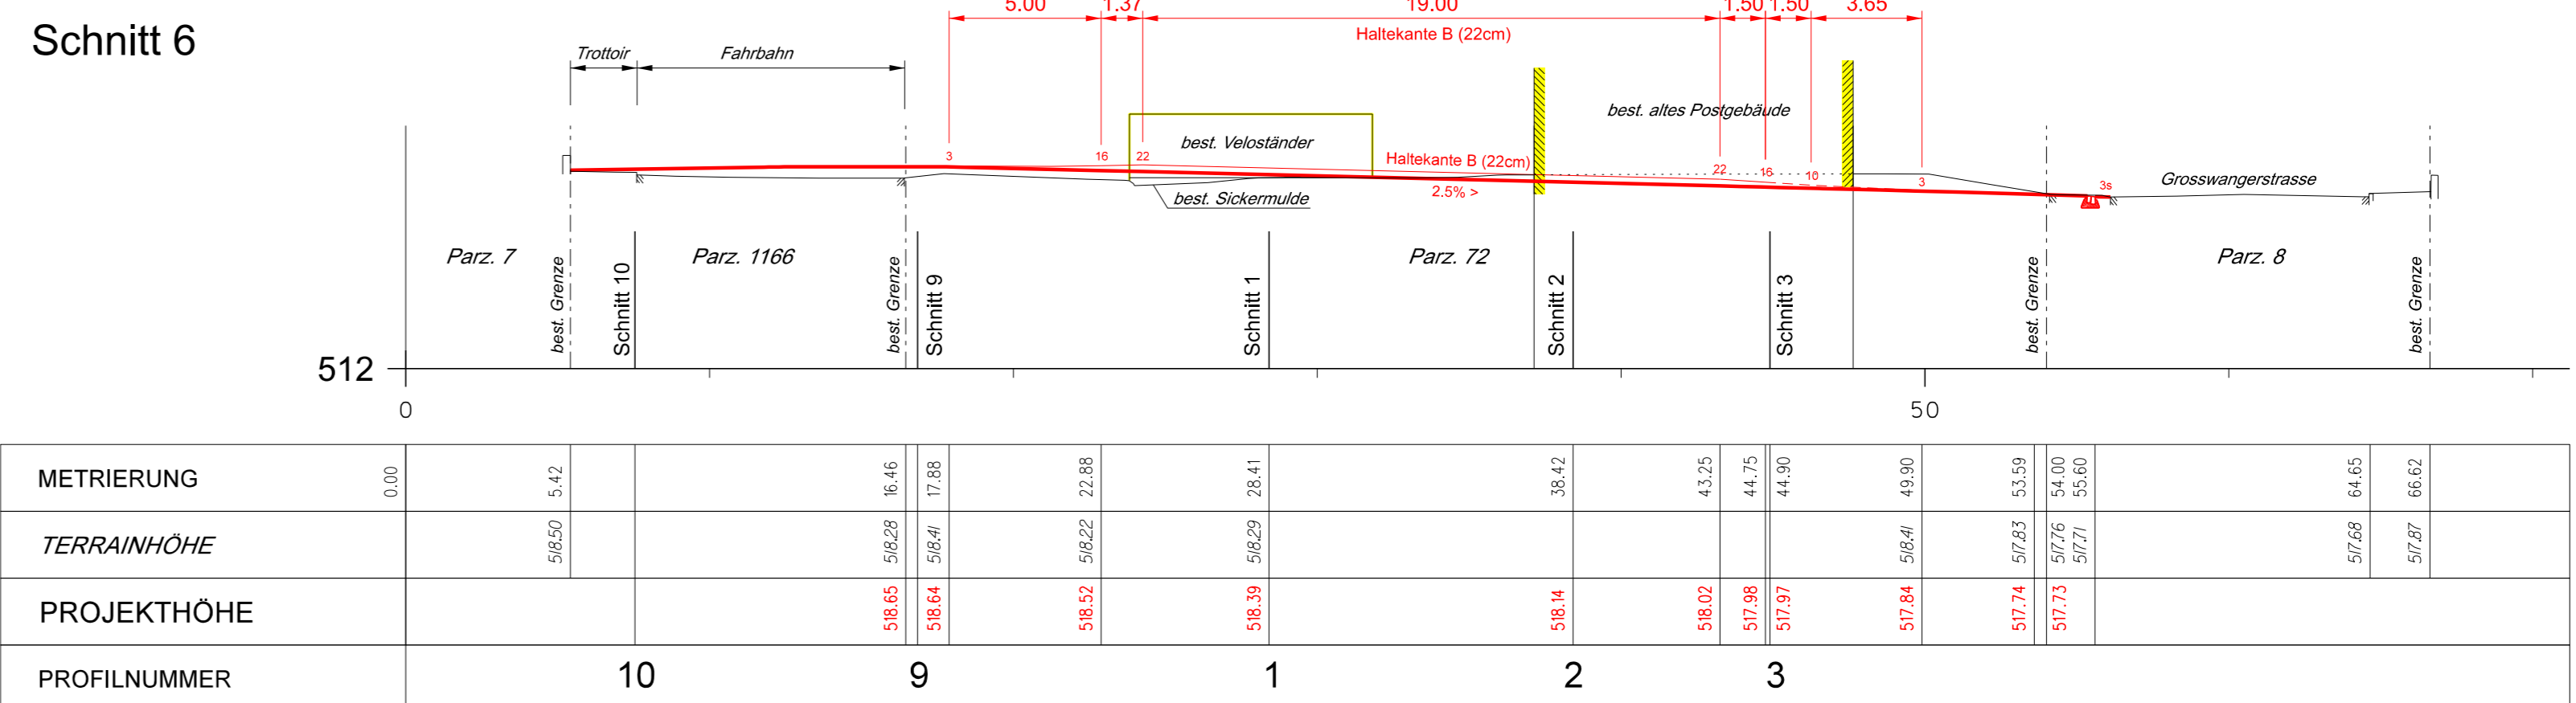 5.00 1.37 19.00 1.50 1.50 3.65
Schnitt 6
Haltekante B (22cm)
Trottoir Fahrbahn
best. altes Postgebäude
best. Veloständer
3 16 22 Haltekante B (22cm) 22 16 10 3 3s
Grosswangerstrasse
2.5% >
best. Sickermulde
Parz. 7 Parz. 1166 Parz. 72 Parz. 8
best. Grenze Schnitt 10 best. Grenze Schnitt 9 Schnitt 1 Schnitt 2 Schnitt 3 best. Grenze best. Grenze
512
0 50
METRIERUNG 0.00 5.42 16.46 17.88 22.88 28.41 38.42 43.25 44.75 44.90 49.90 53.59 54.00 55.60 64.65 66.62
TERRAINHÖHE 518.50 518.28 518.41 518.22 518.29 518.41 517.83 517.76 517.71 517.68 517.87
PROJEKTHÖHE 518.65 518.64 518.52 518.39 518.14 518.02 517.98 517.97 517.84 517.74 517.73
PROFILNUMMER 10 9 1 2 3